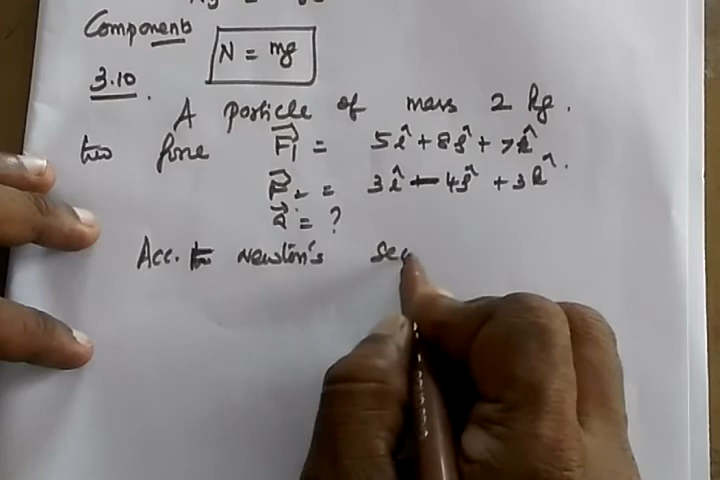 Components
N = mg
3.10.
A particle of mass 2 kg.
two force F⃗1 = 5î + 8ĵ + 7k̂
F⃗2 = 3î - 4ĵ + 3k̂.
a⃗ = ?
Acc. to Newton's sec